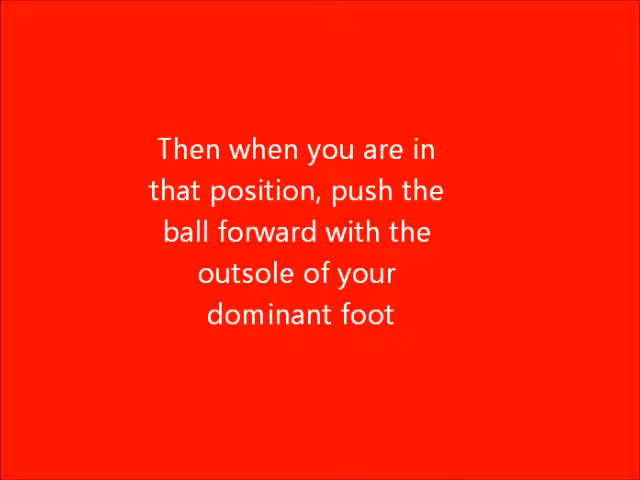 Then when you are in
that position, push the
ball forward with the
outsole of your
dominant foot